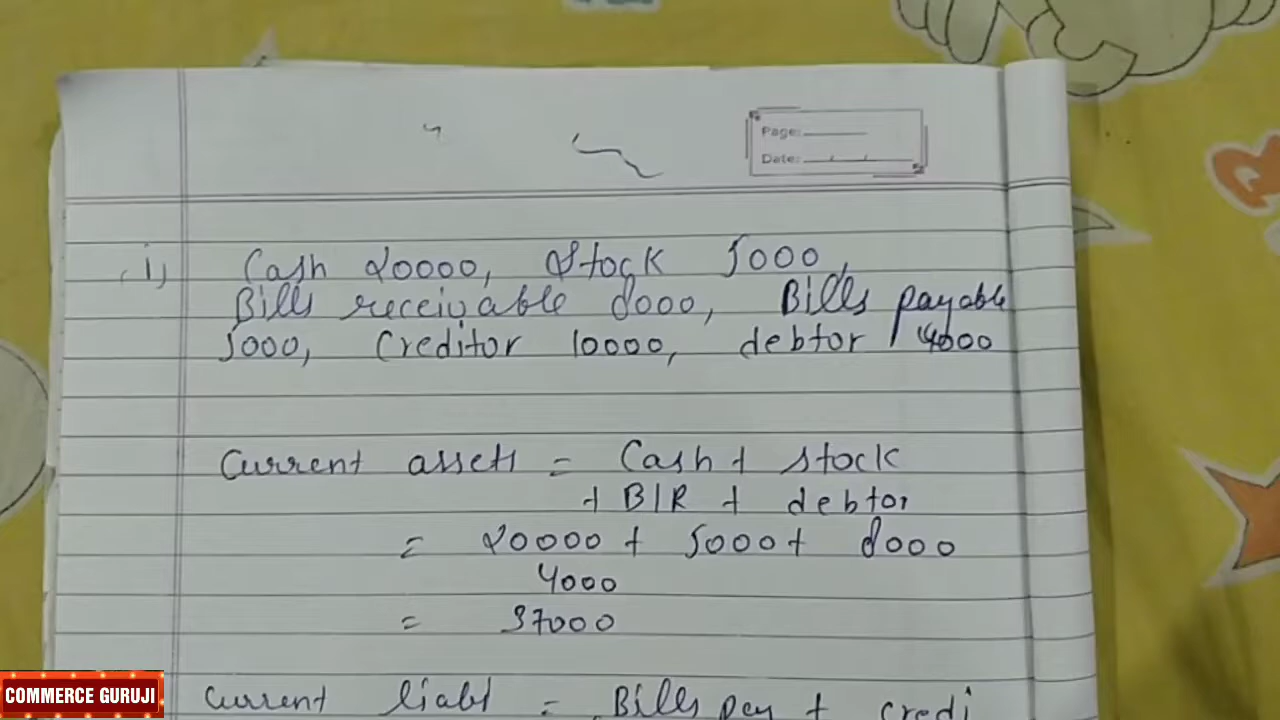 Page:
Date:
(i) Cash 20000, Stock 5000,
Bills receivable 8000, Bills payable
5000, Creditor 10000, debtor 4000
Current assets = Cash + stock
+ B/R + debtor
= 20000 + 5000 + 8000
4000
= 37000
Current liabt = Bills pay + credi
COMMERCE GURUJI